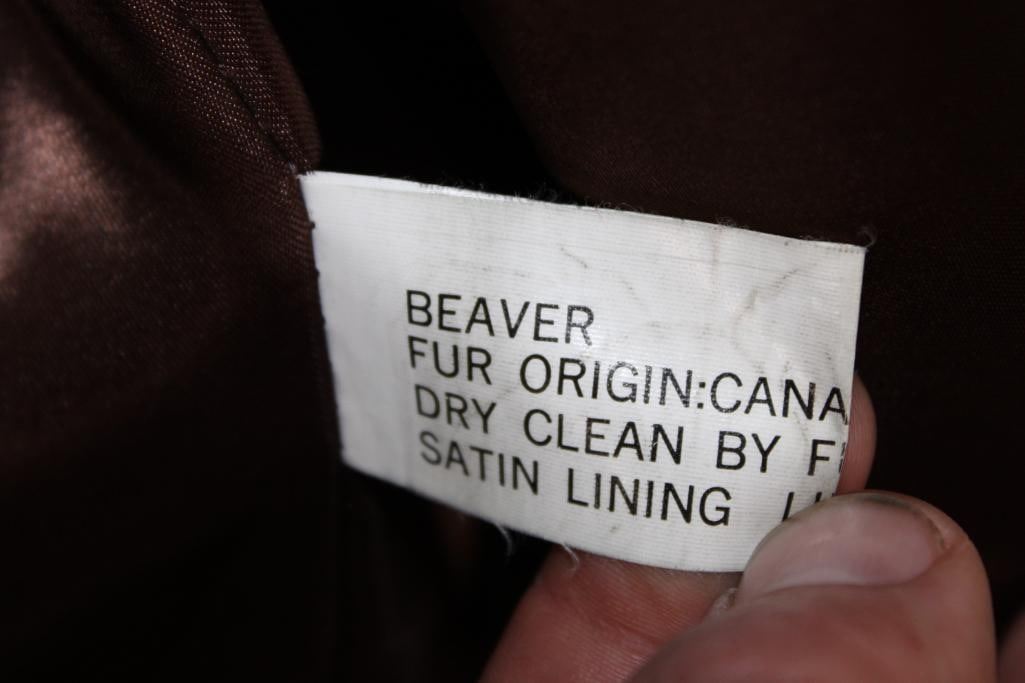 BEAVER
FUR ORIGIN:CANA
DRY CLEAN BY F
SATIN LINING